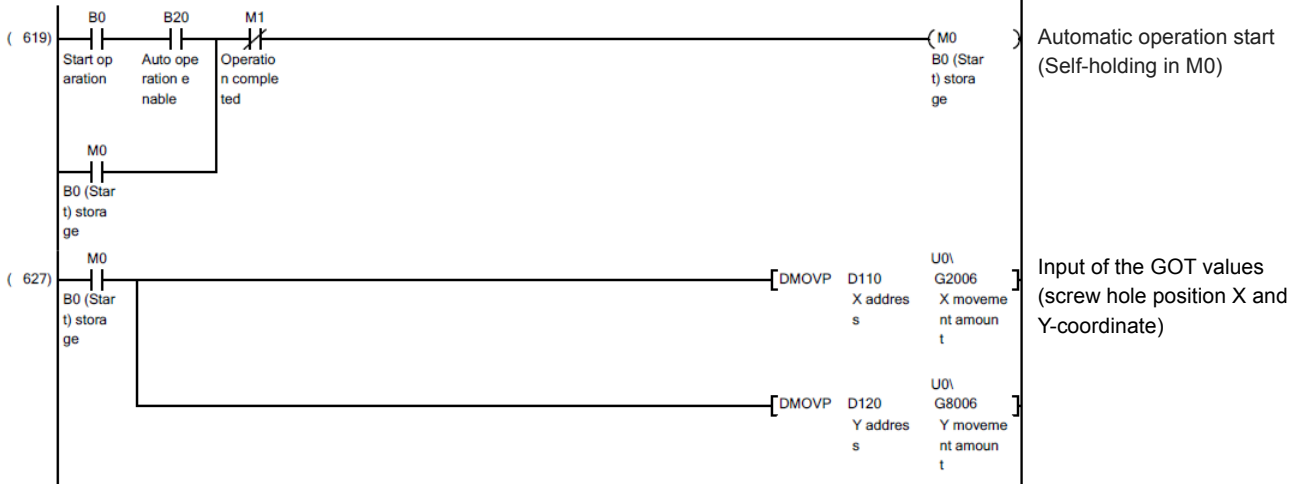 B0 B20 M1
( 619) (M0 ) Automatic operation start
Start op Auto ope Operatio B0 (Star (Self-holding in M0)
aration ration e n comple t) stora
nable ted ge
M0
B0 (Star
t) stora
ge
M0 U0\
( 627) [DMOVP D110 G2006 ] Input of the GOT values
B0 (Star X addres X moveme (screw hole position X and
t) stora s nt amoun Y-coordinate)
ge t
U0\
[DMOVP D120 G8006 ]
Y addres Y moveme
s nt amoun
t